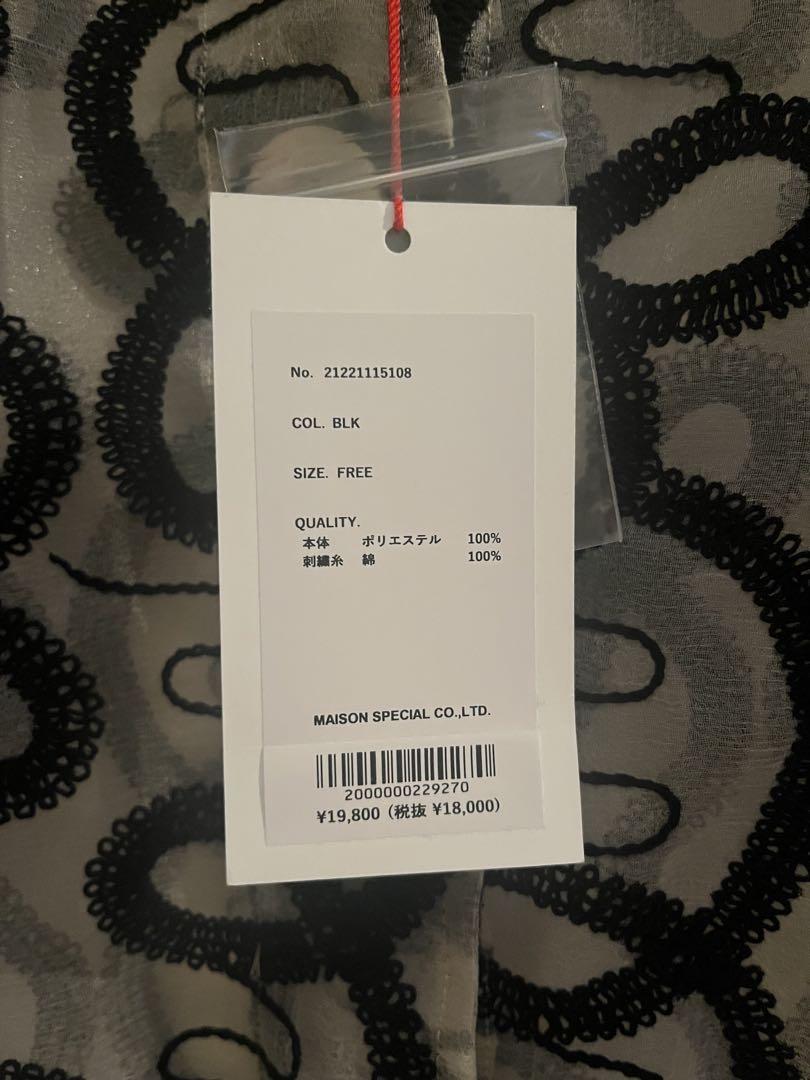 No. 21221115108
COL. BLK
SIZE. FREE
QUALITY.
本体 ポリエステル 100%
刺繍糸 綿 100%
MAISON SPECIAL CO.,LTD.
2000000229270
¥19,800 (税抜 ¥18,000)